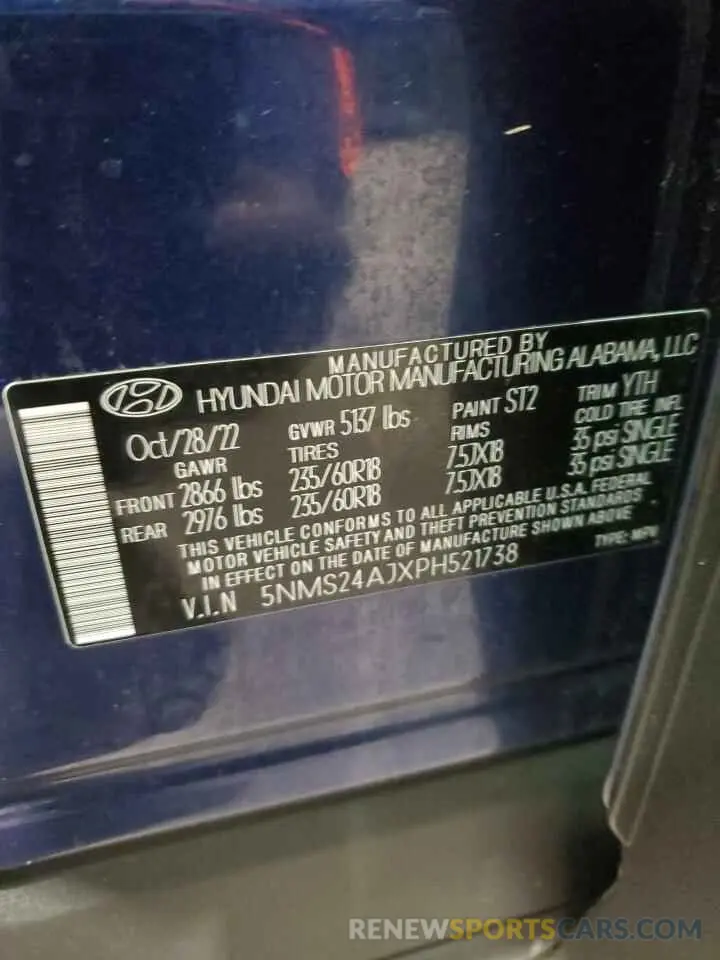 MANUFACTURED BY
HYUNDAI MOTOR MANUFACTURING ALABAMA, LLC
Oct/28/22 GVWR 5137 lbs PAINT ST2 TRIM YTH
GAWR TIRES RIMS COLD TIRE INFL
FRONT 2866 lbs 235/60R18 7.5JX18 35 psi SINGLE
REAR 2976 lbs 235/60R18 7.5JX18 35 psi SINGLE
THIS VEHICLE CONFORMS TO ALL APPLICABLE U.S.A. FEDERAL
MOTOR VEHICLE SAFETY AND THEFT PREVENTION STANDARDS
IN EFFECT ON THE DATE OF MANUFACTURE SHOWN ABOVE
V.I.N 5NMS24AJXPH521738 TYPE: MPV
RENEWSPORTSCARS.COM